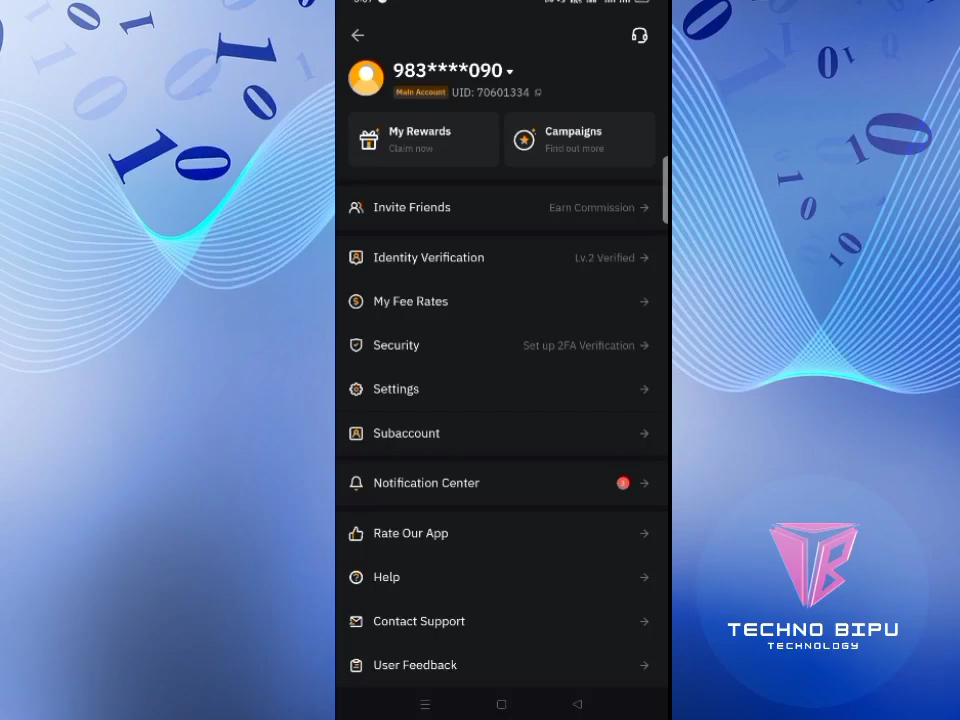 983****090
Main Account UID: 70601334
My Rewards
Claim now
Campaigns
Find out more
Invite Friends Earn Commission
Identity Verification Lv.2 Verified
My Fee Rates
Security Set up 2FA Verification
Settings
Subaccount
Notification Center 3
Rate Our App
Help
Contact Support
User Feedback
TECHNO BIPU
TECHNOLOGY